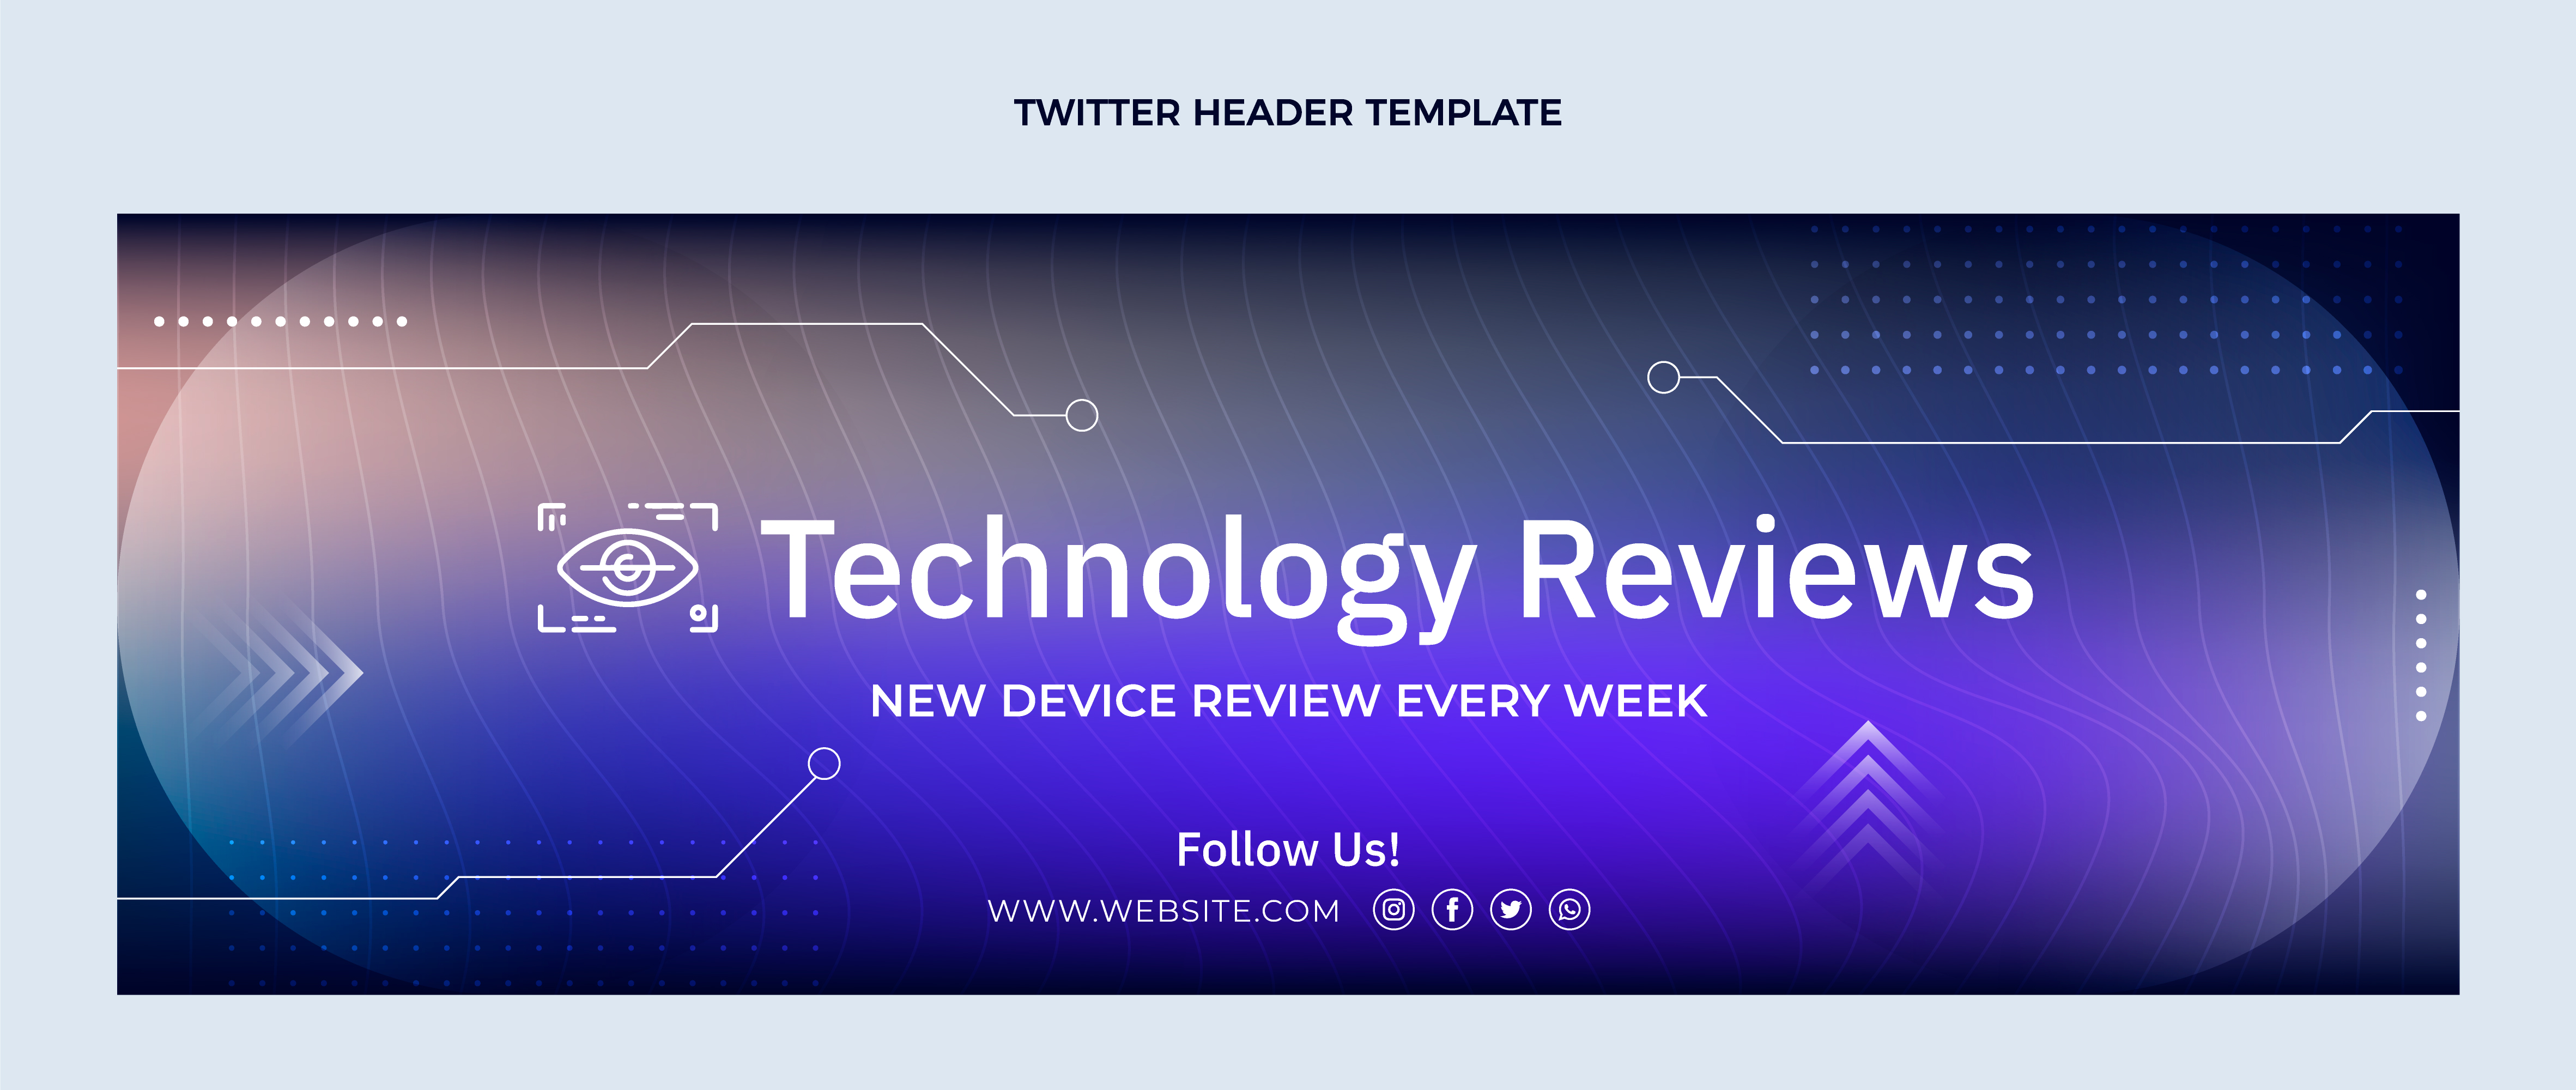 TWITTER HEADER TEMPLATE
Technology Reviews
NEW DEVICE REVIEW EVERY WEEK
Follow Us!
WWW.WEBSITE.COM